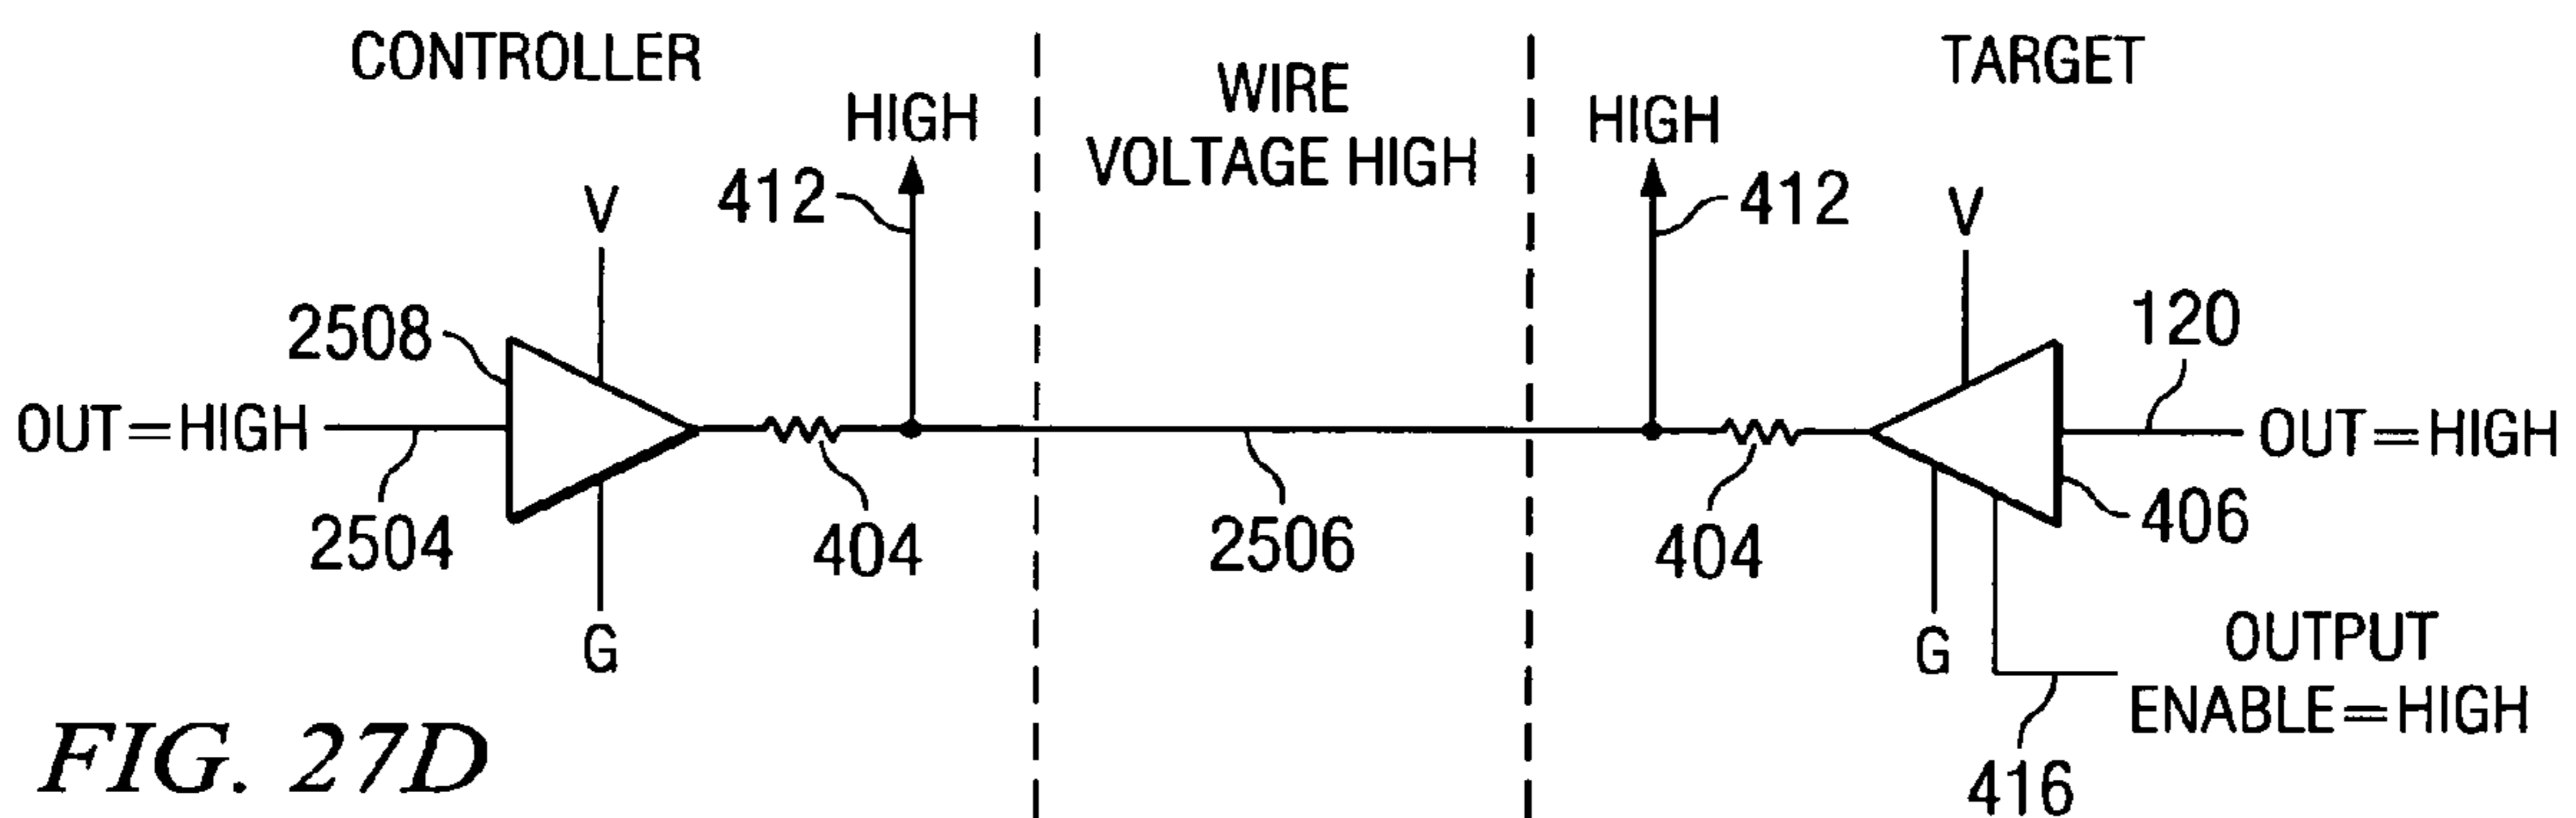 CONTROLLER
WIRE
VOLTAGE HIGH
TARGET
HIGH
HIGH
412
412
V
V
2508
120
OUT=HIGH
OUT=HIGH
2504
404
2506
404
406
G
G
OUTPUT
ENABLE=HIGH
416
FIG. 27D